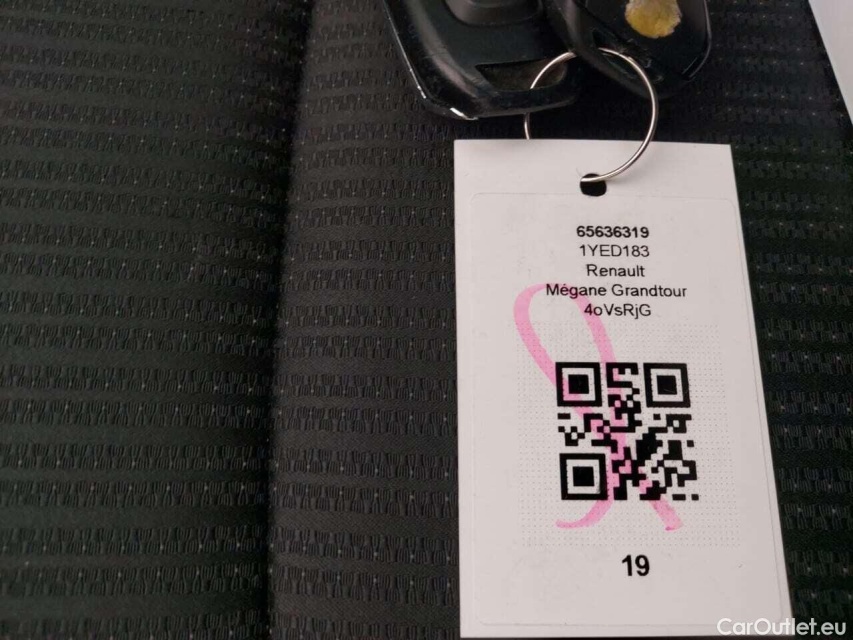 65636319
1YED183
Renault
Mégane Grandtour
4oVsRjG
19
CarOutlet.eu